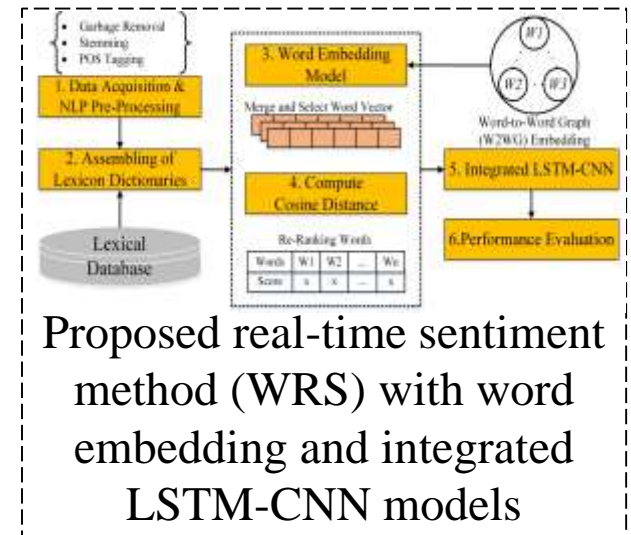 • Garbage Removal
• Stemming
• POS Tagging
1. Data Acquisition &
NLP Pre-Processing
2. Assembling of
Lexicon Dictionaries
Lexical
Database
3. Word Embedding
Model
Merge and Select Word Vector
4. Compute
Cosine Distance
Re-Ranking Words
Words W1 W2 ... Wn
Score x x ... x
W1
W2 W3
Word-to-Word Graph
(W2WG) Embedding
5. Integrated LSTM-CNN
6.Performance Evaluation
Proposed real-time sentiment
method (WRS) with word
embedding and integrated
LSTM-CNN models